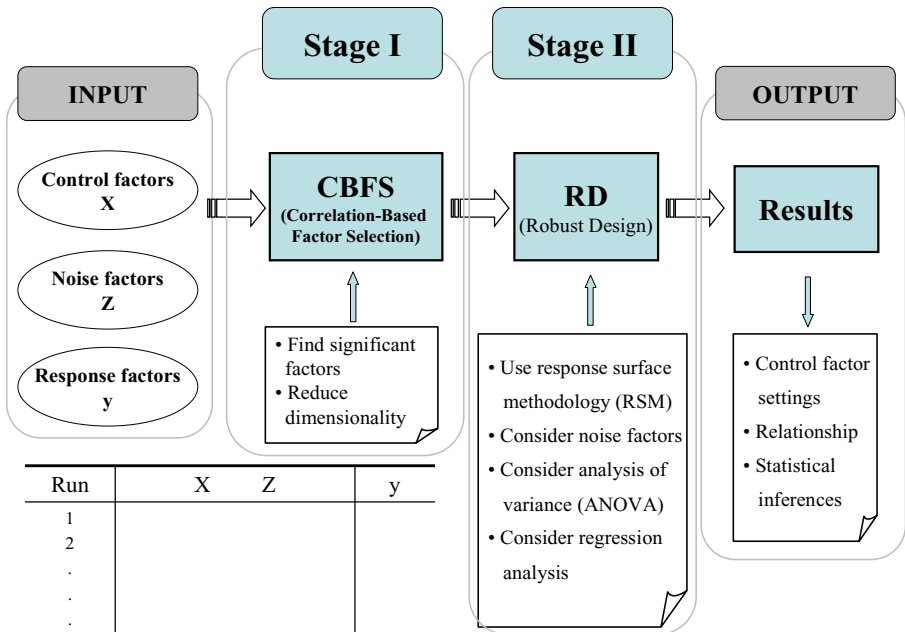 INPUT
Control factors
X
Noise factors
Z
Response factors
y
Stage I
CBFS
(Correlation-Based
Factor Selection)
• Find significant
factors
• Reduce
dimensionality
Stage II
RD
(Robust Design)
• Use response surface
methodology (RSM)
• Consider noise factors
• Consider analysis of
variance (ANOVA)
• Consider regression
analysis
OUTPUT
Results
• Control factor
settings
• Relationship
• Statistical
inferences
Run X Z y
1
2
.
.
.